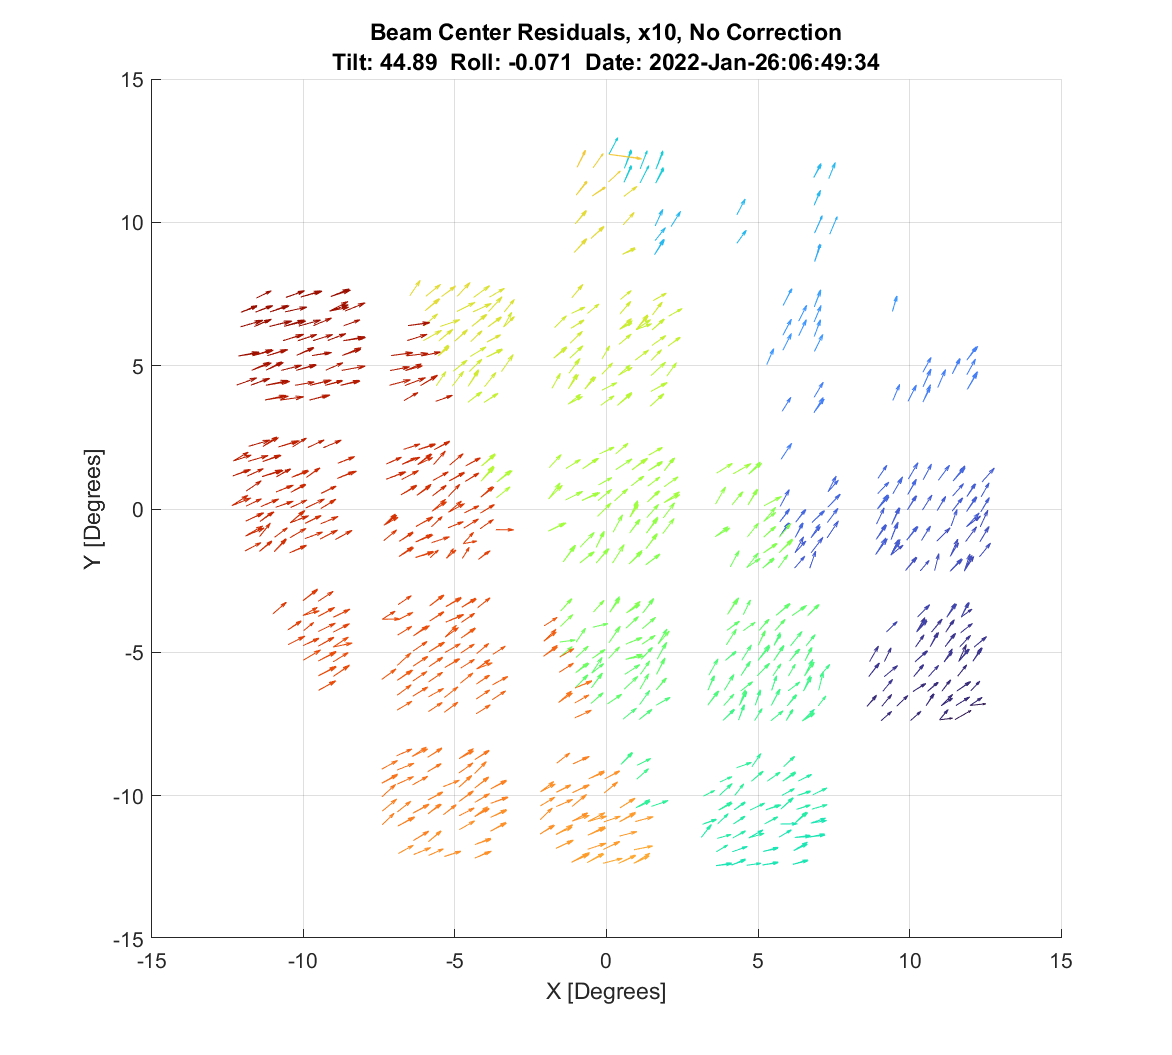 Beam Center Residuals, x10, No Correction
Tilt: 44.89 Roll: -0.071 Date: 2022-Jan-26:06:49:34
15
10
5
0
-5
-10
-15
Y [Degrees]
-15 -10 -5 0 5 10 15
X [Degrees]